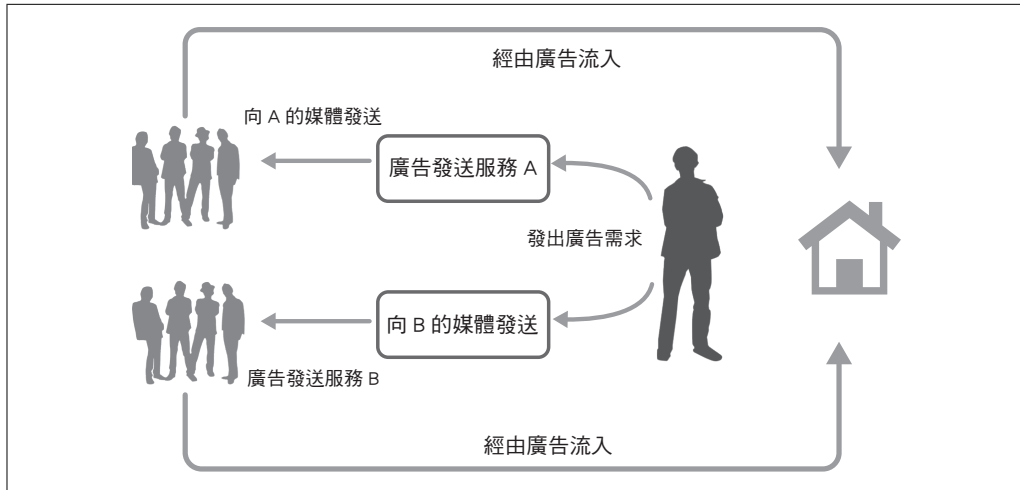 經由廣告流入
向 A 的媒體發送
廣告發送服務 A
發出廣告需求
向 B 的媒體發送
廣告發送服務 B
經由廣告流入